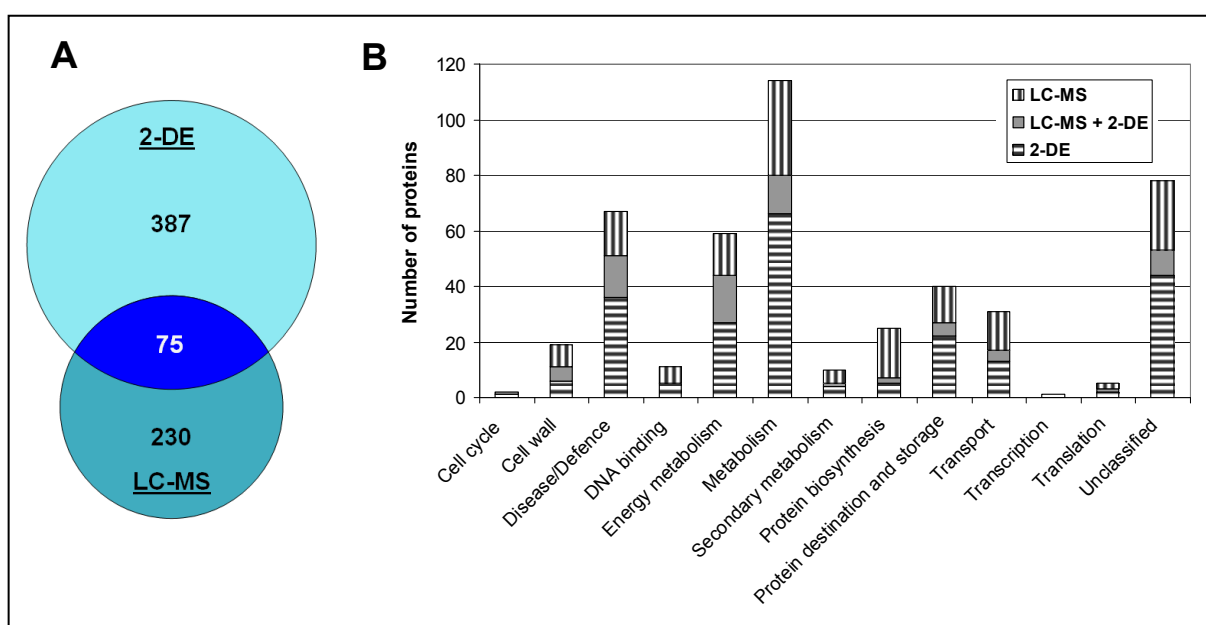 A
2-DE
387
75
230
LC-MS
B
Number of proteins
120
100
80
60
40
20
0
LC-MS
LC-MS + 2-DE
2-DE
Cell cycle
Cell wall
Disease/Defence
DNA binding
Energy metabolism
Metabolism
Secondary metabolism
Protein biosynthesis
Protein destination and storage
Transport
Transcription
Translation
Unclassified